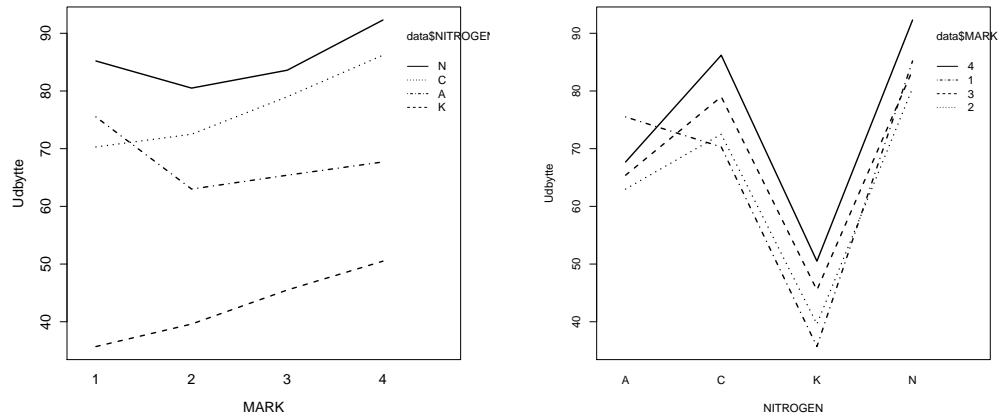 Udbytte
40
50
60
70
80
90
1
2
3
4
MARK
data$NITROGEN
N
C
A
K
Udbytte
40
50
60
70
80
90
A
C
K
N
NITROGEN
data$MARK
4
1
3
2